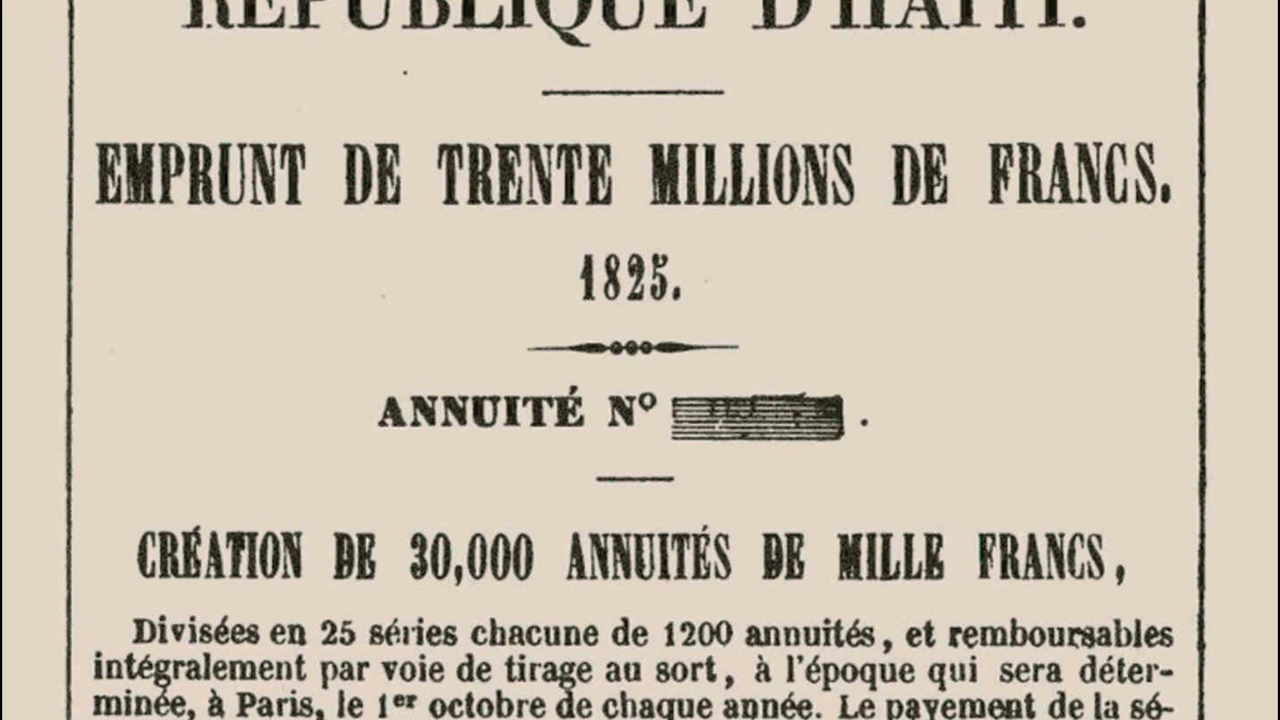 RÉPUBLIQUE D'HAÏTI.
EMPRUNT DE TRENTE MILLIONS DE FRANCS.
1825.
ANNUITÉ Nº .
CRÉATION DE 30,000 ANNUITÉS DE MILLE FRANCS,
Divisées en 25 séries chacune de 1200 annuités, et remboursables
intégralement par voie de tirage au sort, à l'époque qui sera déter-
minée, à Paris, le 1er octobre de chaque année. Le payement de la sé-